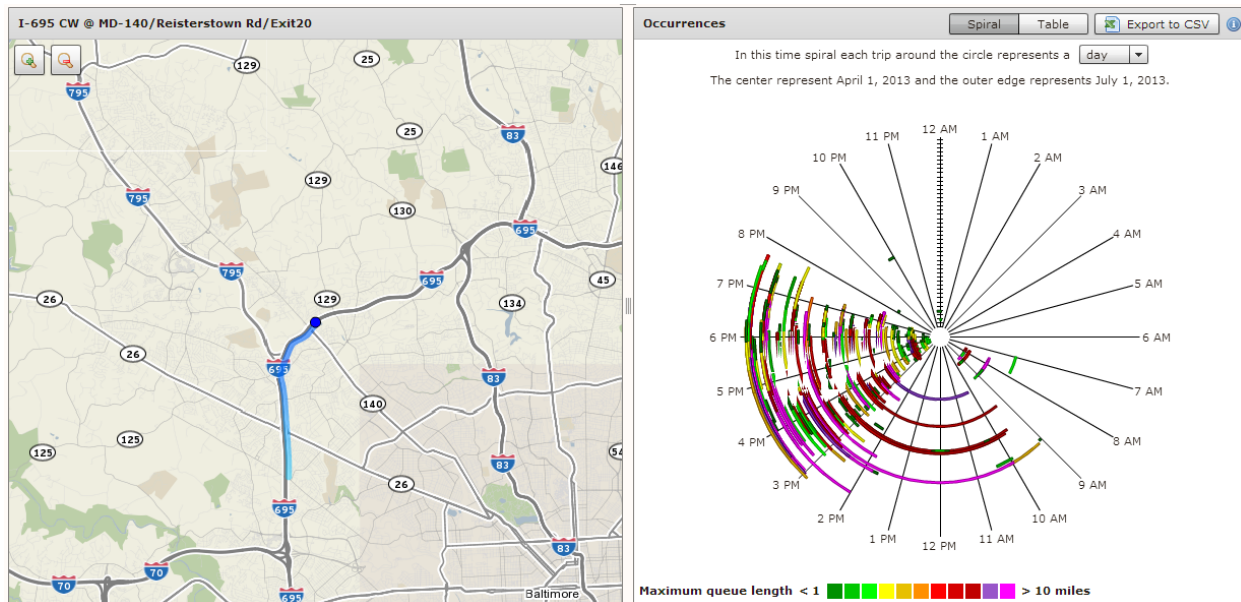 I-695 CW @ MD-140/Reisterstown Rd/Exit20
129
25
795
83
25
146
129
795
130
695
795
695
45
26
129
134
26
695
83
140
125
125
54
26
83
695
83
70
70
695
Baltimore
Occurrences
Spiral
Table
Export to CSV
In this time spiral each trip around the circle represents a day
The center represent April 1, 2013 and the outer edge represents July 1, 2013.
12 AM
11 PM
1 AM
10 PM
2 AM
9 PM
3 AM
8 PM
4 AM
7 PM
5 AM
6 PM
6 AM
5 PM
7 AM
4 PM
8 AM
3 PM
9 AM
2 PM
10 AM
1 PM
11 AM
12 PM
Maximum queue length < 1 > 10 miles